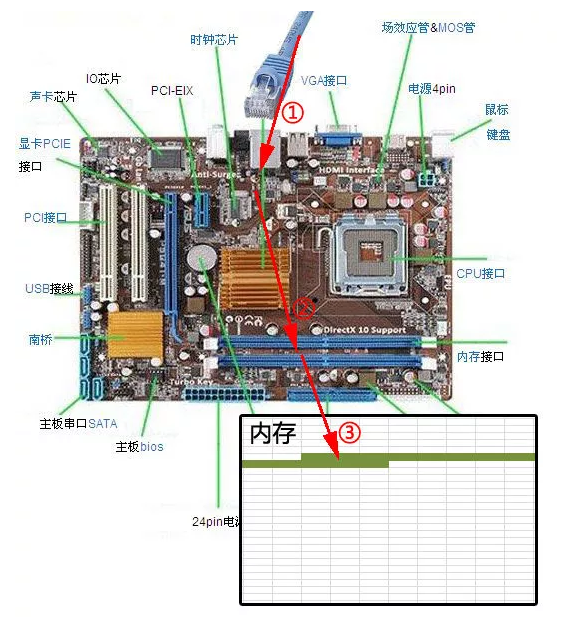 时钟芯片
场效应管&MOS管
IO芯片
PCI-EIX
VGA接口
电源4pin
声卡芯片
①
鼠标
键盘
显卡PCIE
接口
Anti-Surge
HDMI Interface
PCI接口
CPU接口
USB接线
②
DirectX 10 Support
南桥
内存接口
Turbo Key
主板串口SATA
主板bios
内存
③
24pin电